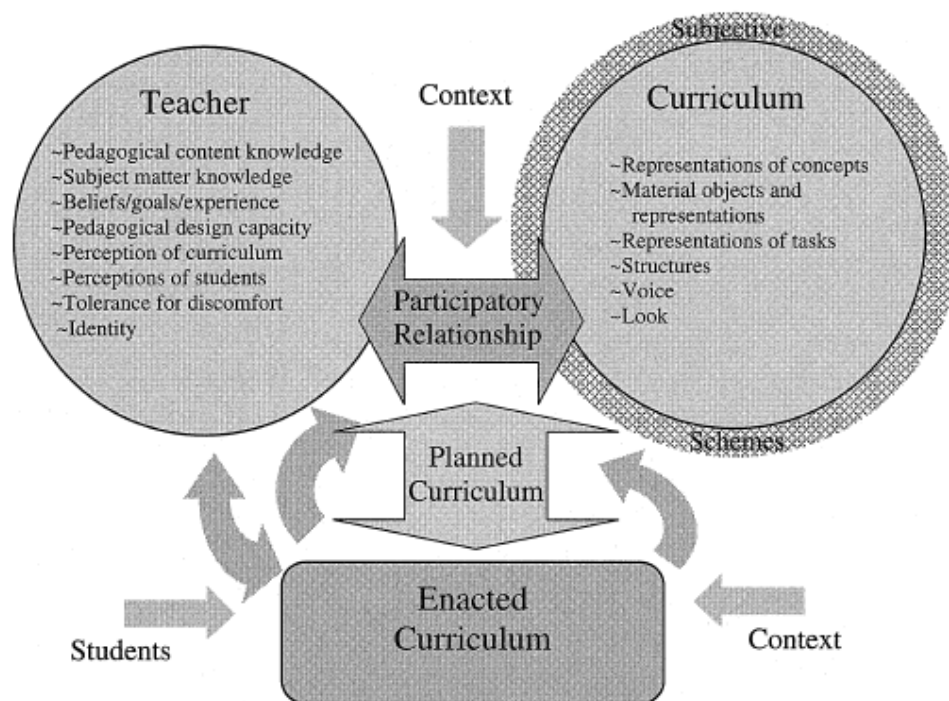 Teacher
~Pedagogical content knowledge
~Subject matter knowledge
~Beliefs/goals/experience
~Pedagogical design capacity
~Perception of curriculum
~Perceptions of students
~Tolerance for discomfort
~Identity
Context
Subjective
Curriculum
~Representations of concepts
~Material objects and
representations
~Representations of tasks
~Structures
~Voice
~Look
Schemes
Participatory
Relationship
Planned
Curriculum
Enacted
Curriculum
Students
Context